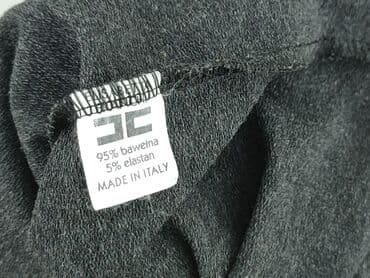 95% bawełna
5% elastan
MADE IN ITALY